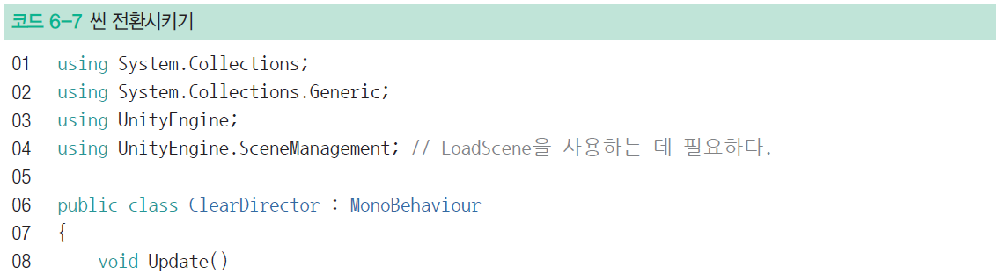 코드 6-7 씬 전환시키기
01 using System.Collections;
02 using System.Collections.Generic;
03 using UnityEngine;
04 using UnityEngine.SceneManagement; // LoadScene을 사용하는 데 필요하다.
05
06 public class ClearDirector : MonoBehaviour
07 {
08     void Update()